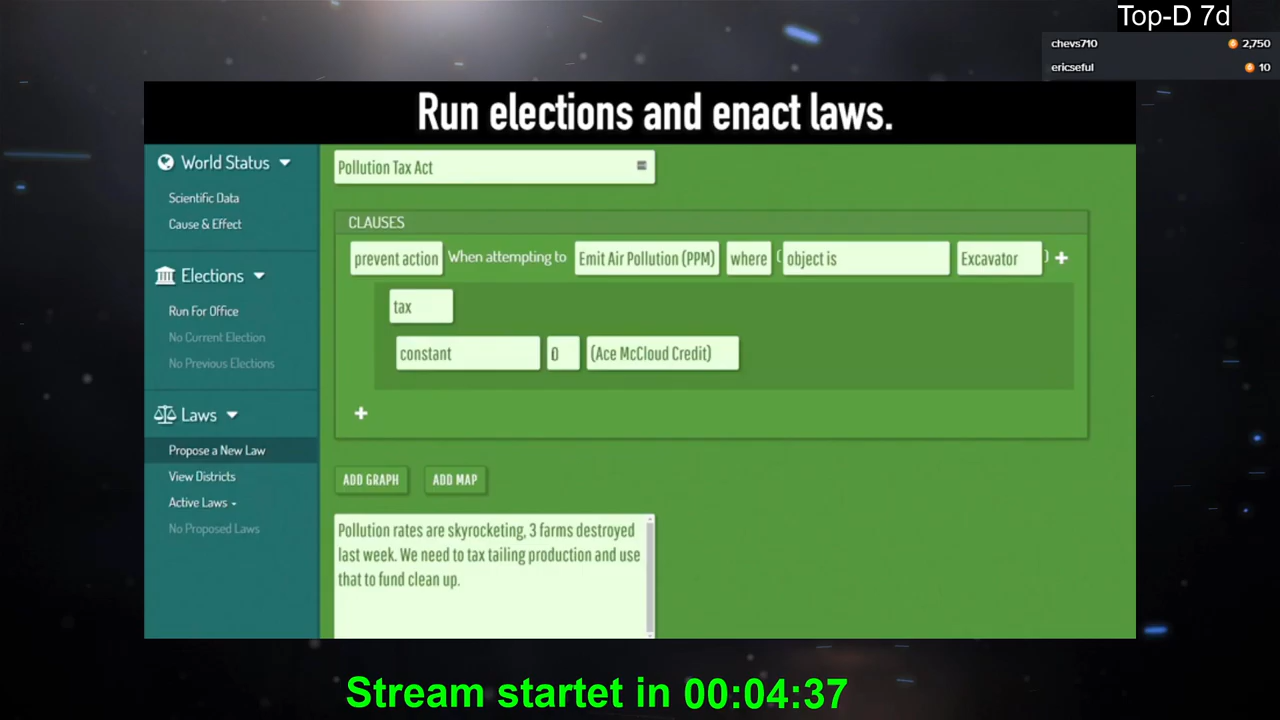 Top-D 7d
chevs710 2,750
ericseful 10
Run elections and enact laws.
World Status
Scientific Data
Cause & Effect
Elections
Run For Office
No Current Election
No Previous Elections
Laws
Propose a New Law
View Districts
Active Laws
No Proposed Laws
Pollution Tax Act
CLAUSES
prevent action When attempting to Emit Air Pollution (PPM) where ( object is Excavator ) +
tax
constant 0 (Ace McCloud Credit)
+
ADD GRAPH ADD MAP
Pollution rates are skyrocketing, 3 farms destroyed
last week. We need to tax tailing production and use
that to fund clean up.
Stream startet in 00:04:37